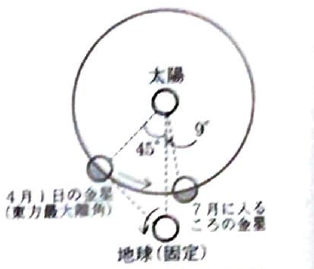 太陽
45°
9°
4月1日の金星
(東方最大離角)
7月に入る
ころの金星
地球(固定)